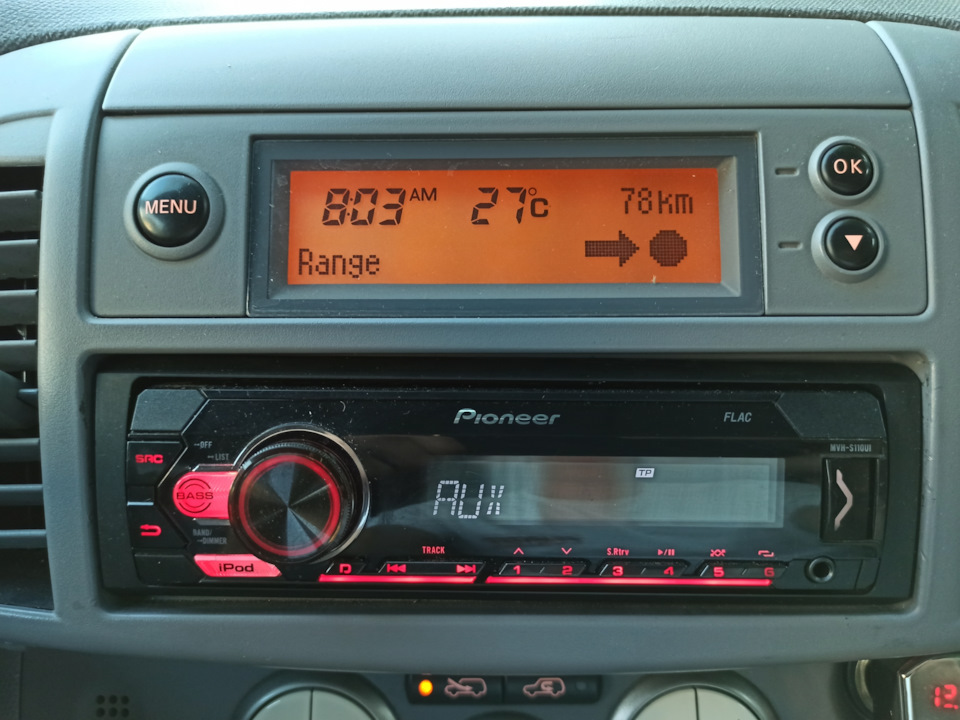 MENU
8:03 AM 27°C 78km
Range
OK
Pioneer
FLAC
MVH-S110UI
SRC
OFF
LIST
BASS
BAND/
DIMMER
iPod
TP
AUX
TRACK
S.Rtrv
D
1 2 3 4 5 6
12